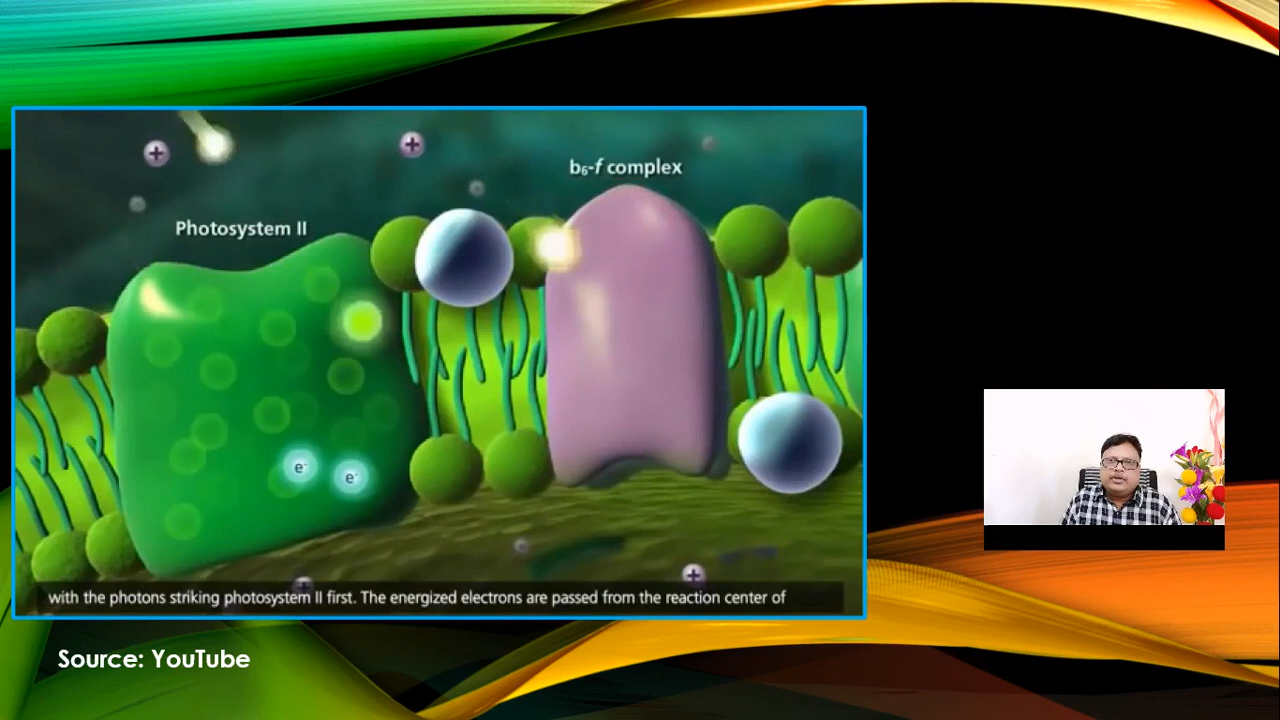 b₆-f complex
Photosystem II
e⁻
e⁻
with the photons striking photosystem II first. The energized electrons are passed from the reaction center of
Source: YouTube